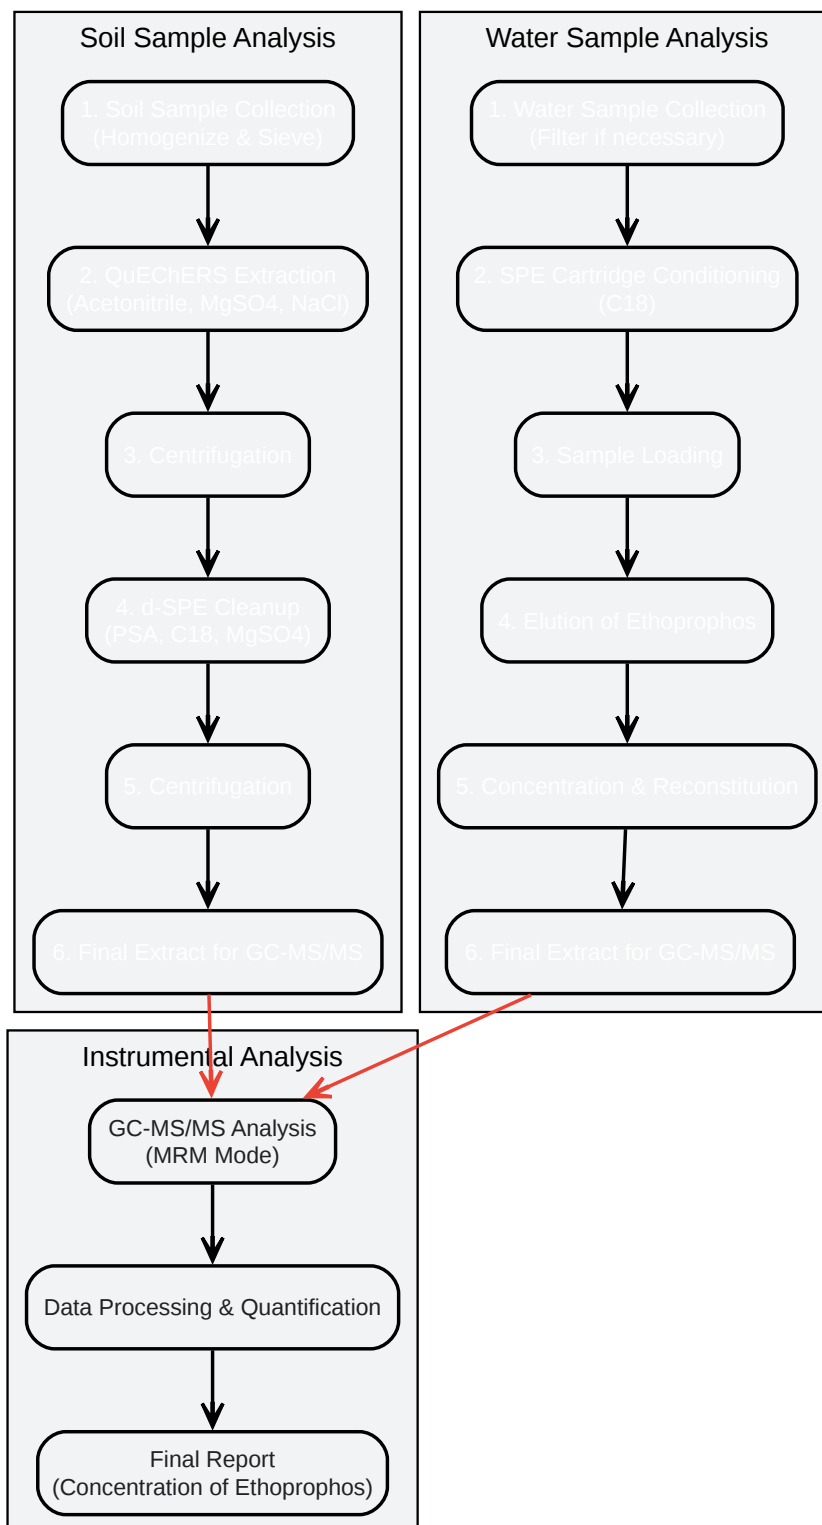 Soil Sample Analysis
1. Soil Sample Collection
(Homogenize & Sieve)
2. QuEChERS Extraction
(Acetonitrile, MgSO4, NaCl)
3. Centrifugation
4. d-SPE Cleanup
(PSA, C18, MgSO4)
5. Centrifugation
6. Final Extract for GC-MS/MS
Water Sample Analysis
1. Water Sample Collection
(Filter if necessary)
2. SPE Cartridge Conditioning
(C18)
3. Sample Loading
4. Elution of Ethoprophos
5. Concentration & Reconstitution
6. Final Extract for GC-MS/MS
Instrumental Analysis
GC-MS/MS Analysis
(MRM Mode)
Data Processing & Quantification
Final Report
(Concentration of Ethoprophos)